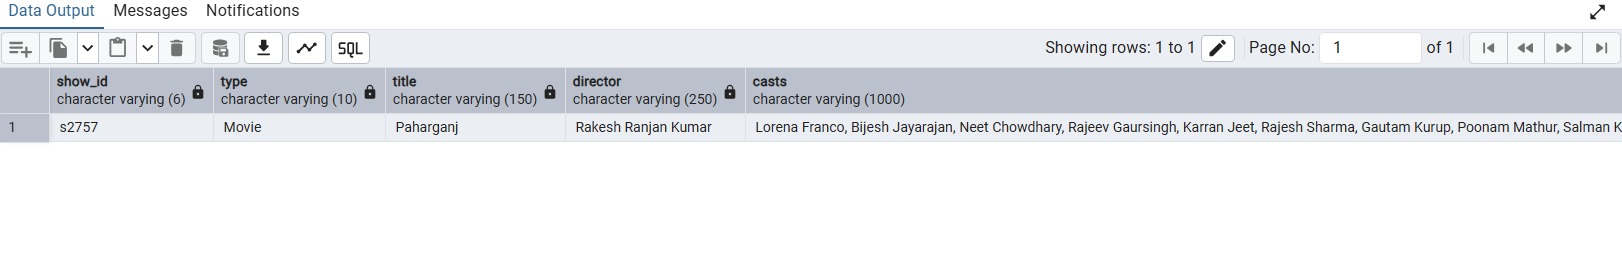 Data Output Messages Notifications
SQL Showing rows: 1 to 1 Page No: 1 of 1
show_id type title director casts
character varying (6) character varying (10) character varying (150) character varying (250) character varying (1000)
1 s2757 Movie Paharganj Rakesh Ranjan Kumar Lorena Franco, Bijesh Jayarajan, Neet Chowdhary, Rajeev Gaursingh, Karran Jeet, Rajesh Sharma, Gautam Kurup, Poonam Mathur, Salman K